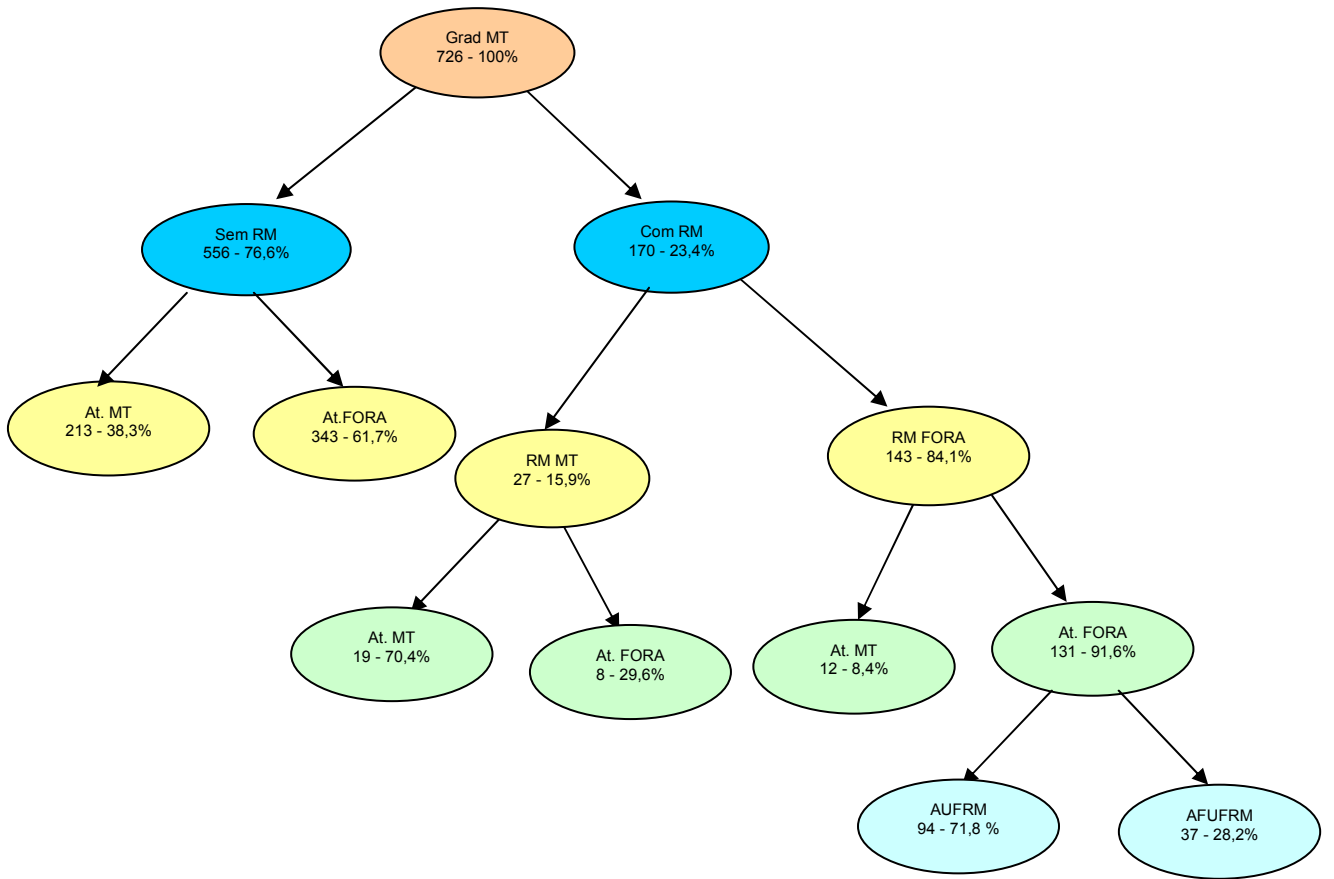 Grad MT
726 - 100%
Sem RM
556 - 76,6%
Com RM
170 - 23,4%
At. MT
213 - 38,3%
At.FORA
343 - 61,7%
RM MT
27 - 15,9%
RM FORA
143 - 84,1%
At. MT
19 - 70,4%
At. FORA
8 - 29,6%
At. MT
12 - 8,4%
At. FORA
131 - 91,6%
AUFRM
94 - 71,8 %
AFUFRM
37 - 28,2%